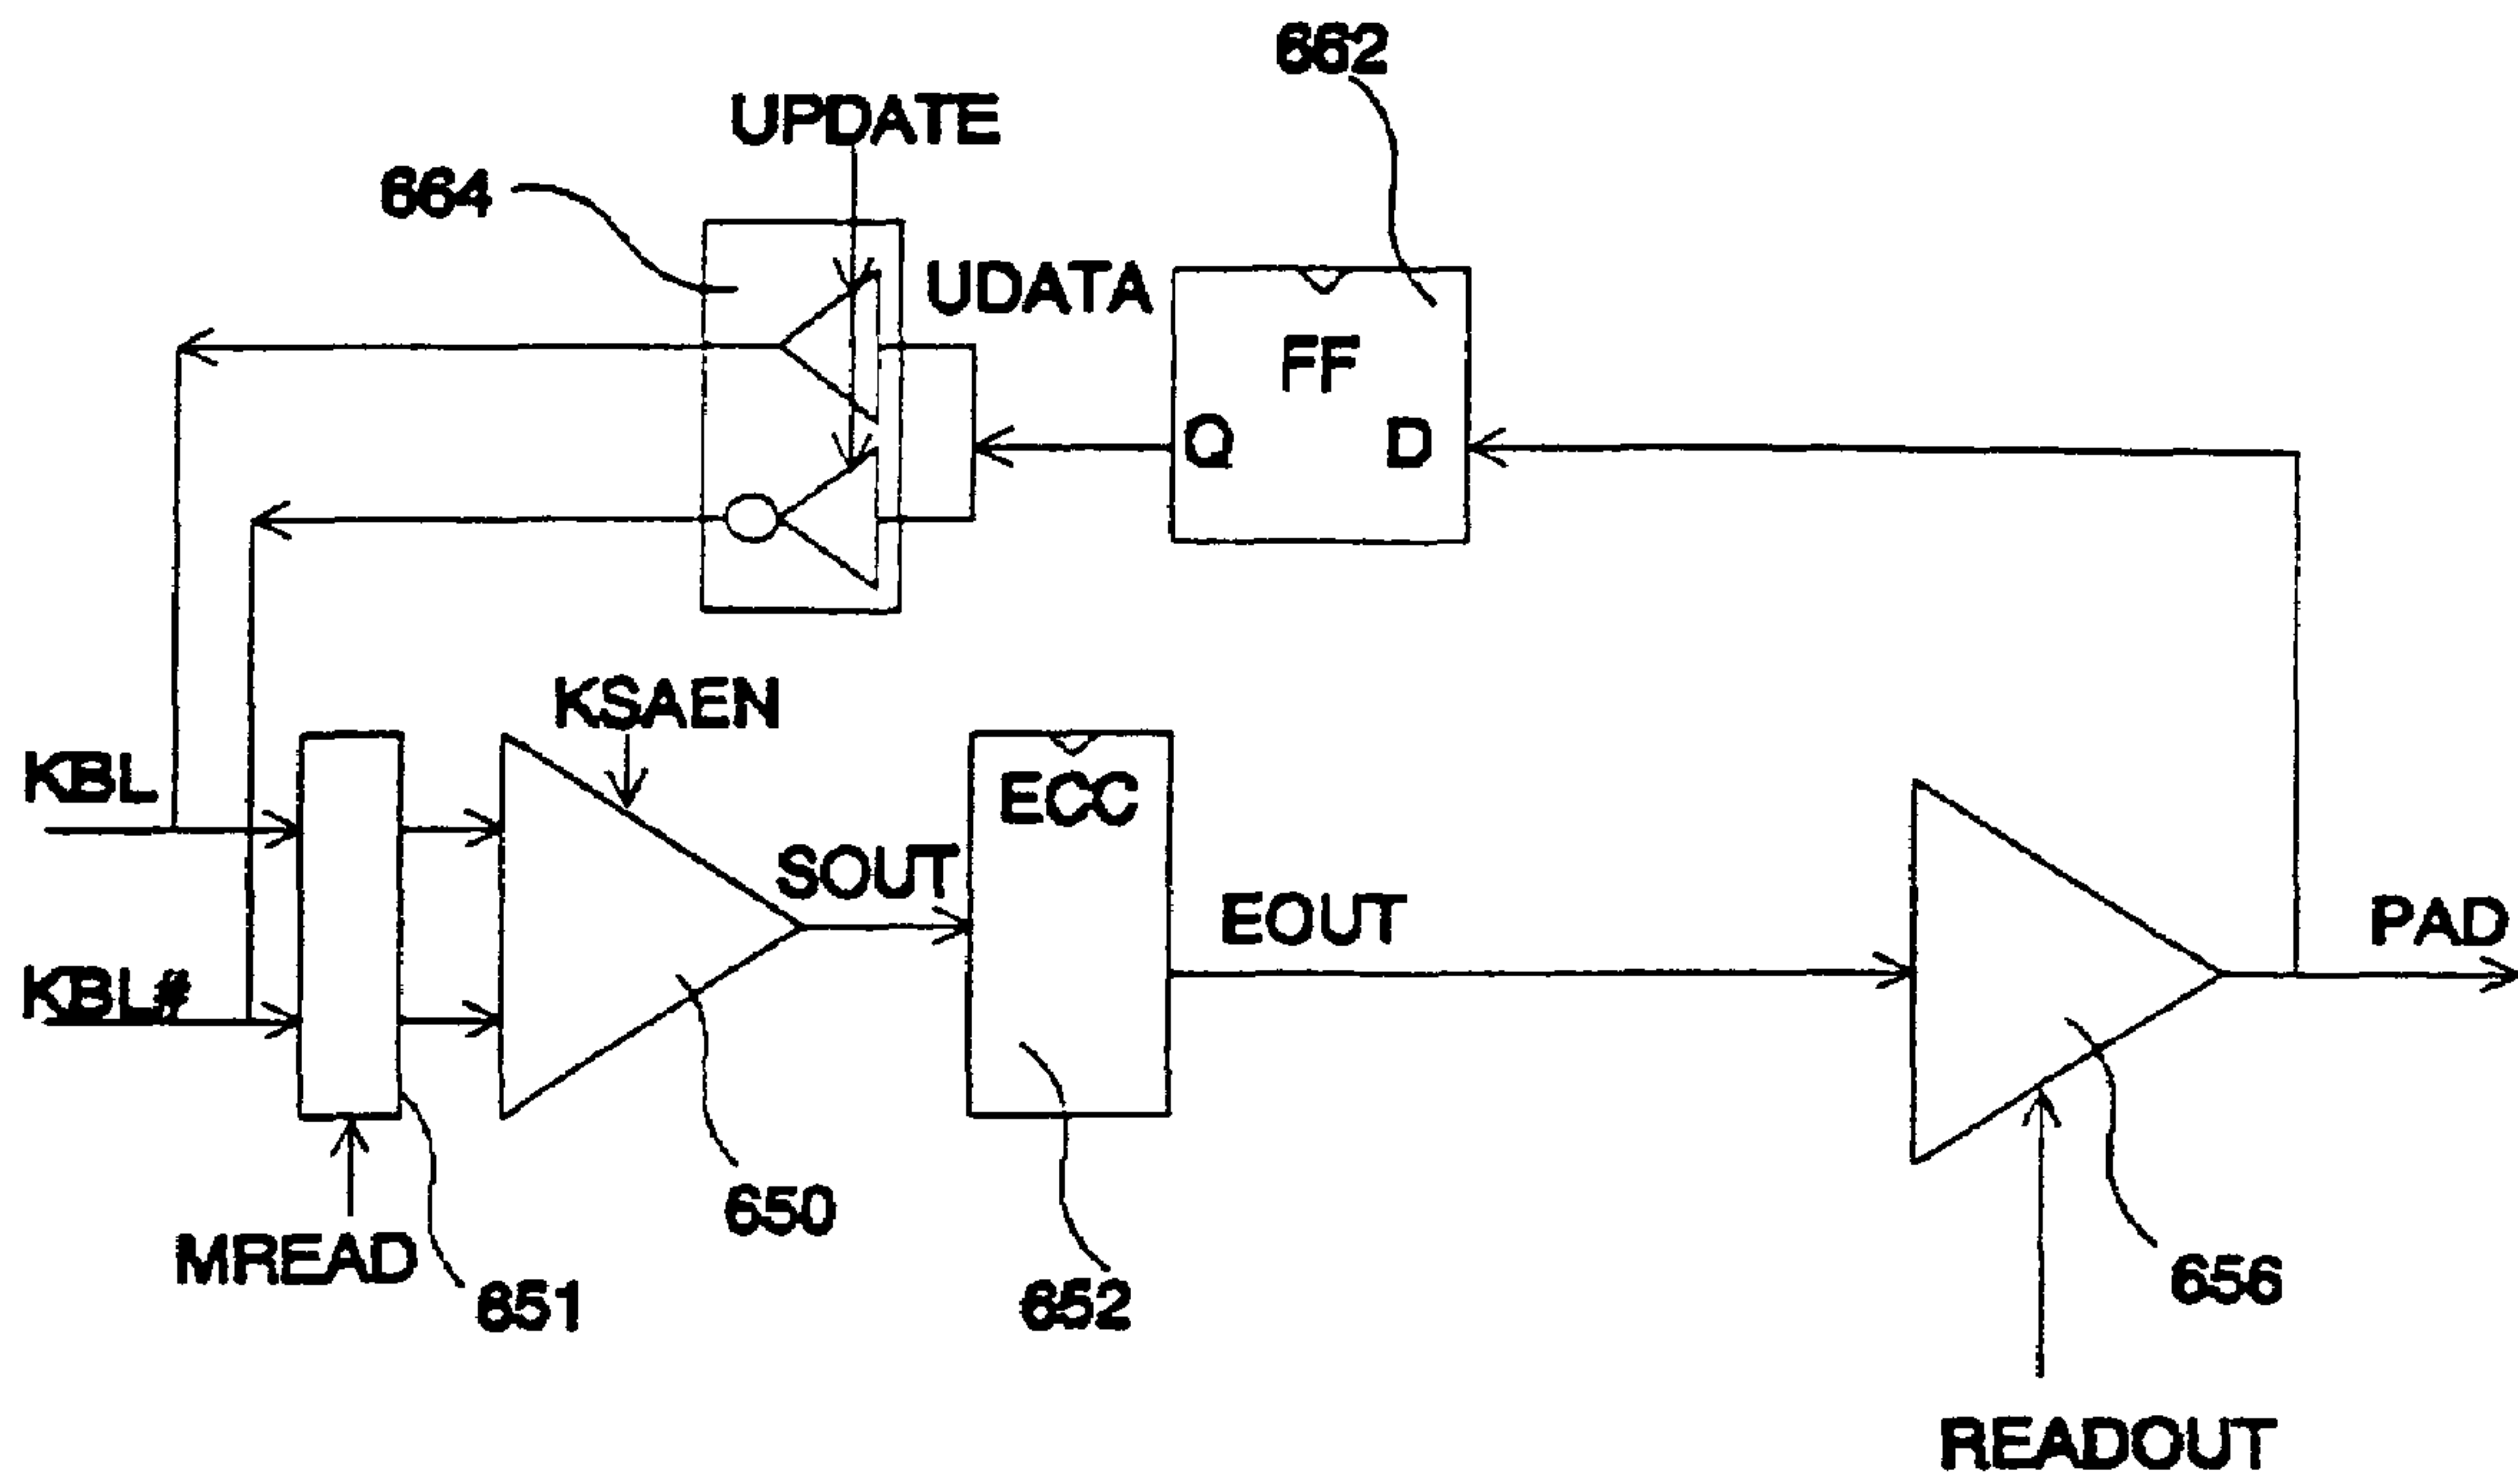 662
UPDATE
664
UDATA
FF
Q
D
KSAEN
KBL
ECC
SOUT
EOUT
PAD
KBL#
650
MREAD
651
652
656
READOUT